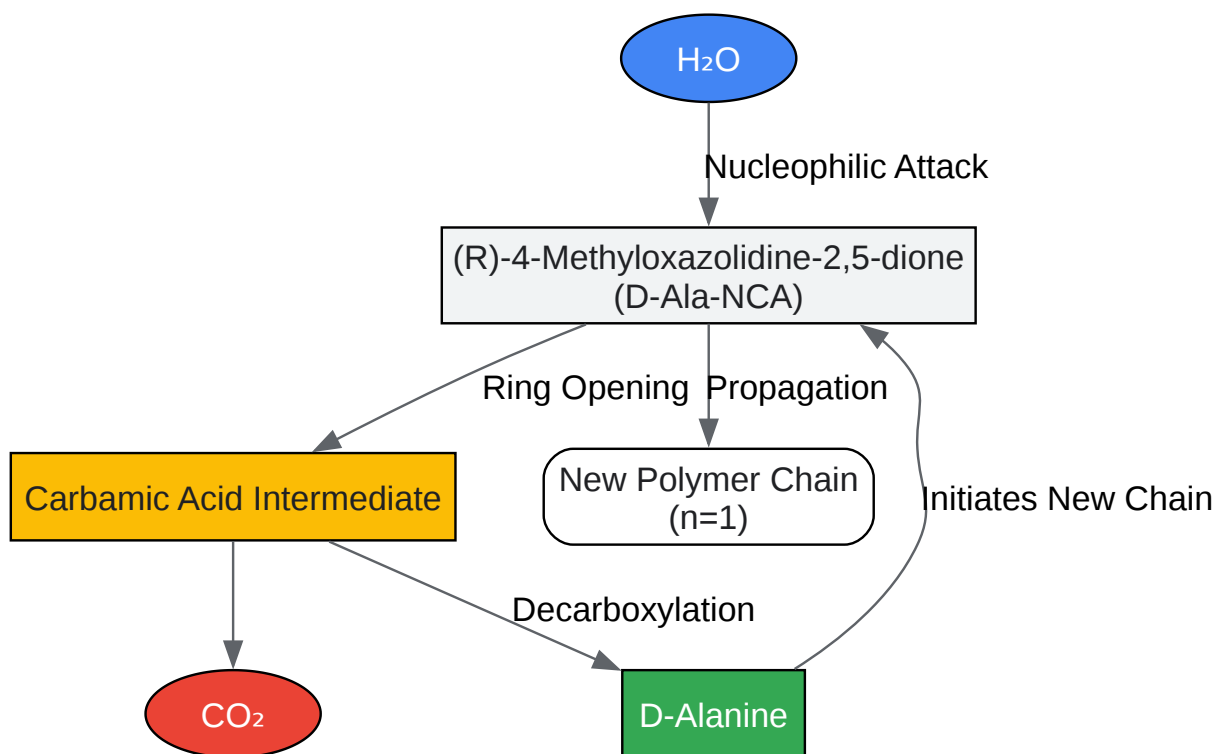 H₂O
Nucleophilic Attack
(R)-4-Methyloxazolidine-2,5-dione
(D-Ala-NCA)
Ring Opening
Propagation
Carbamic Acid Intermediate
New Polymer Chain
(n=1)
Initiates New Chain
Decarboxylation
CO₂
D-Alanine